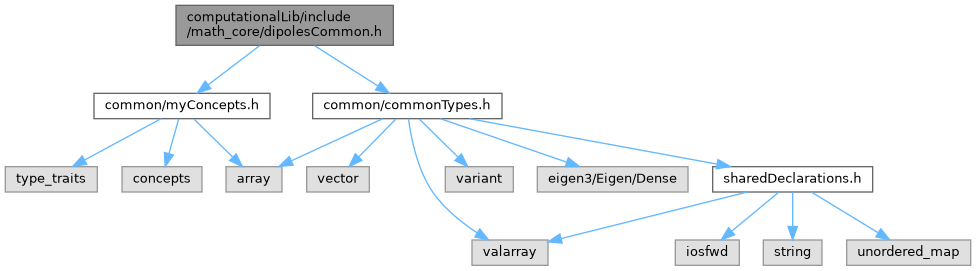 computationalLib/include
/math_core/dipolesCommon.h
common/myConcepts.h
common/commonTypes.h
type_traits
concepts
array
vector
variant
eigen3/Eigen/Dense
sharedDeclarations.h
valarray
iosfwd
string
unordered_map